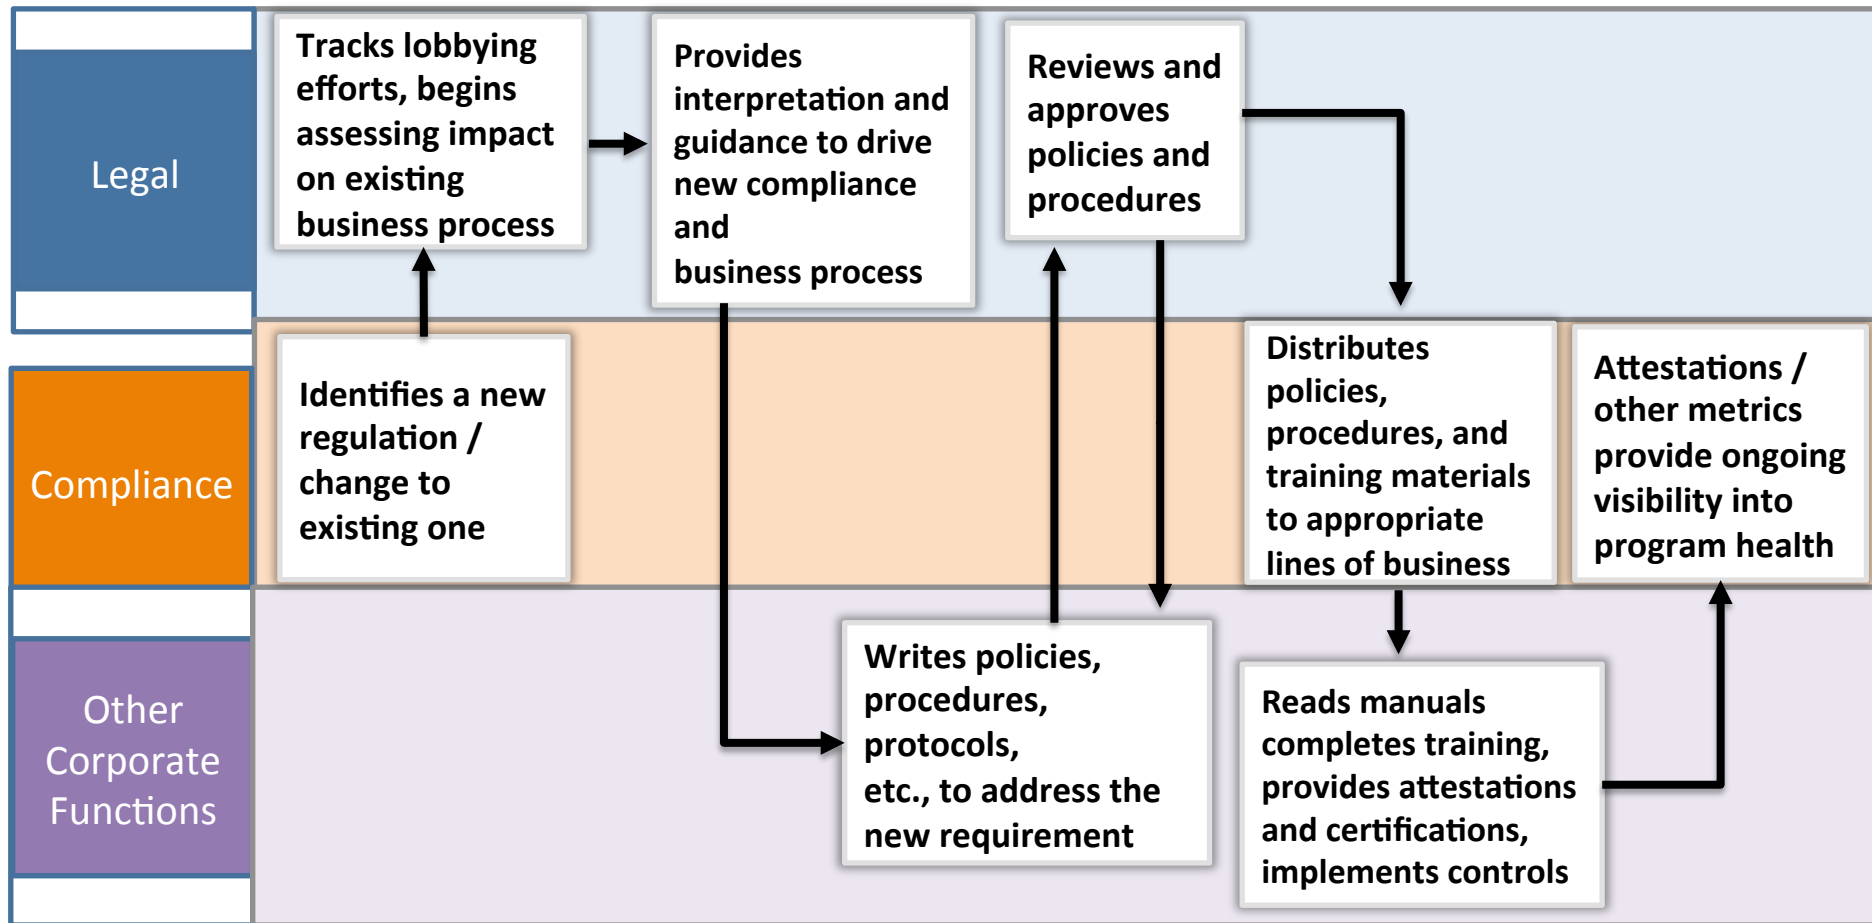 Legal
Tracks lobbying
efforts, begins
assessing impact
on existing
business process
Provides
interpretation and
guidance to drive
new compliance
and
business process
Reviews and
approves
policies and
procedures
Compliance
Identifies a new
regulation /
change to
existing one
Distributes
policies,
procedures, and
training materials
to appropriate
lines of business
Attestations /
other metrics
provide ongoing
visibility into
program health
Other
Corporate
Functions
Writes policies,
procedures,
protocols,
etc., to address the
new requirement
Reads manuals
completes training,
provides attestations
and certifications,
implements controls